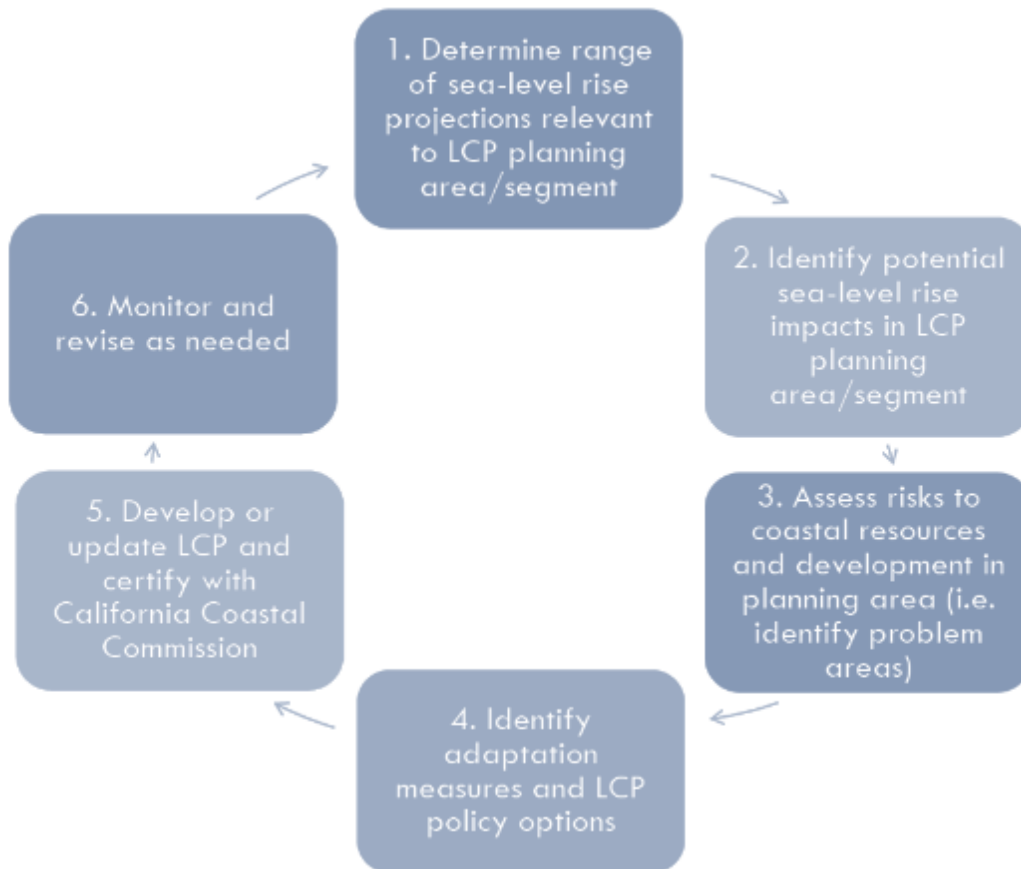 1. Determine range
of sea-level rise
projections relevant
to LCP planning
area/segment
2. Identify potential
sea-level rise
impacts in LCP
planning
area/segment
3. Assess risks to
coastal resources
and development in
planning area (i.e.
identify problem
areas)
4. Identify
adaptation
measures and LCP
policy options
5. Develop or
update LCP and
certify with
California Coastal
Commission
6. Monitor and
revise as needed